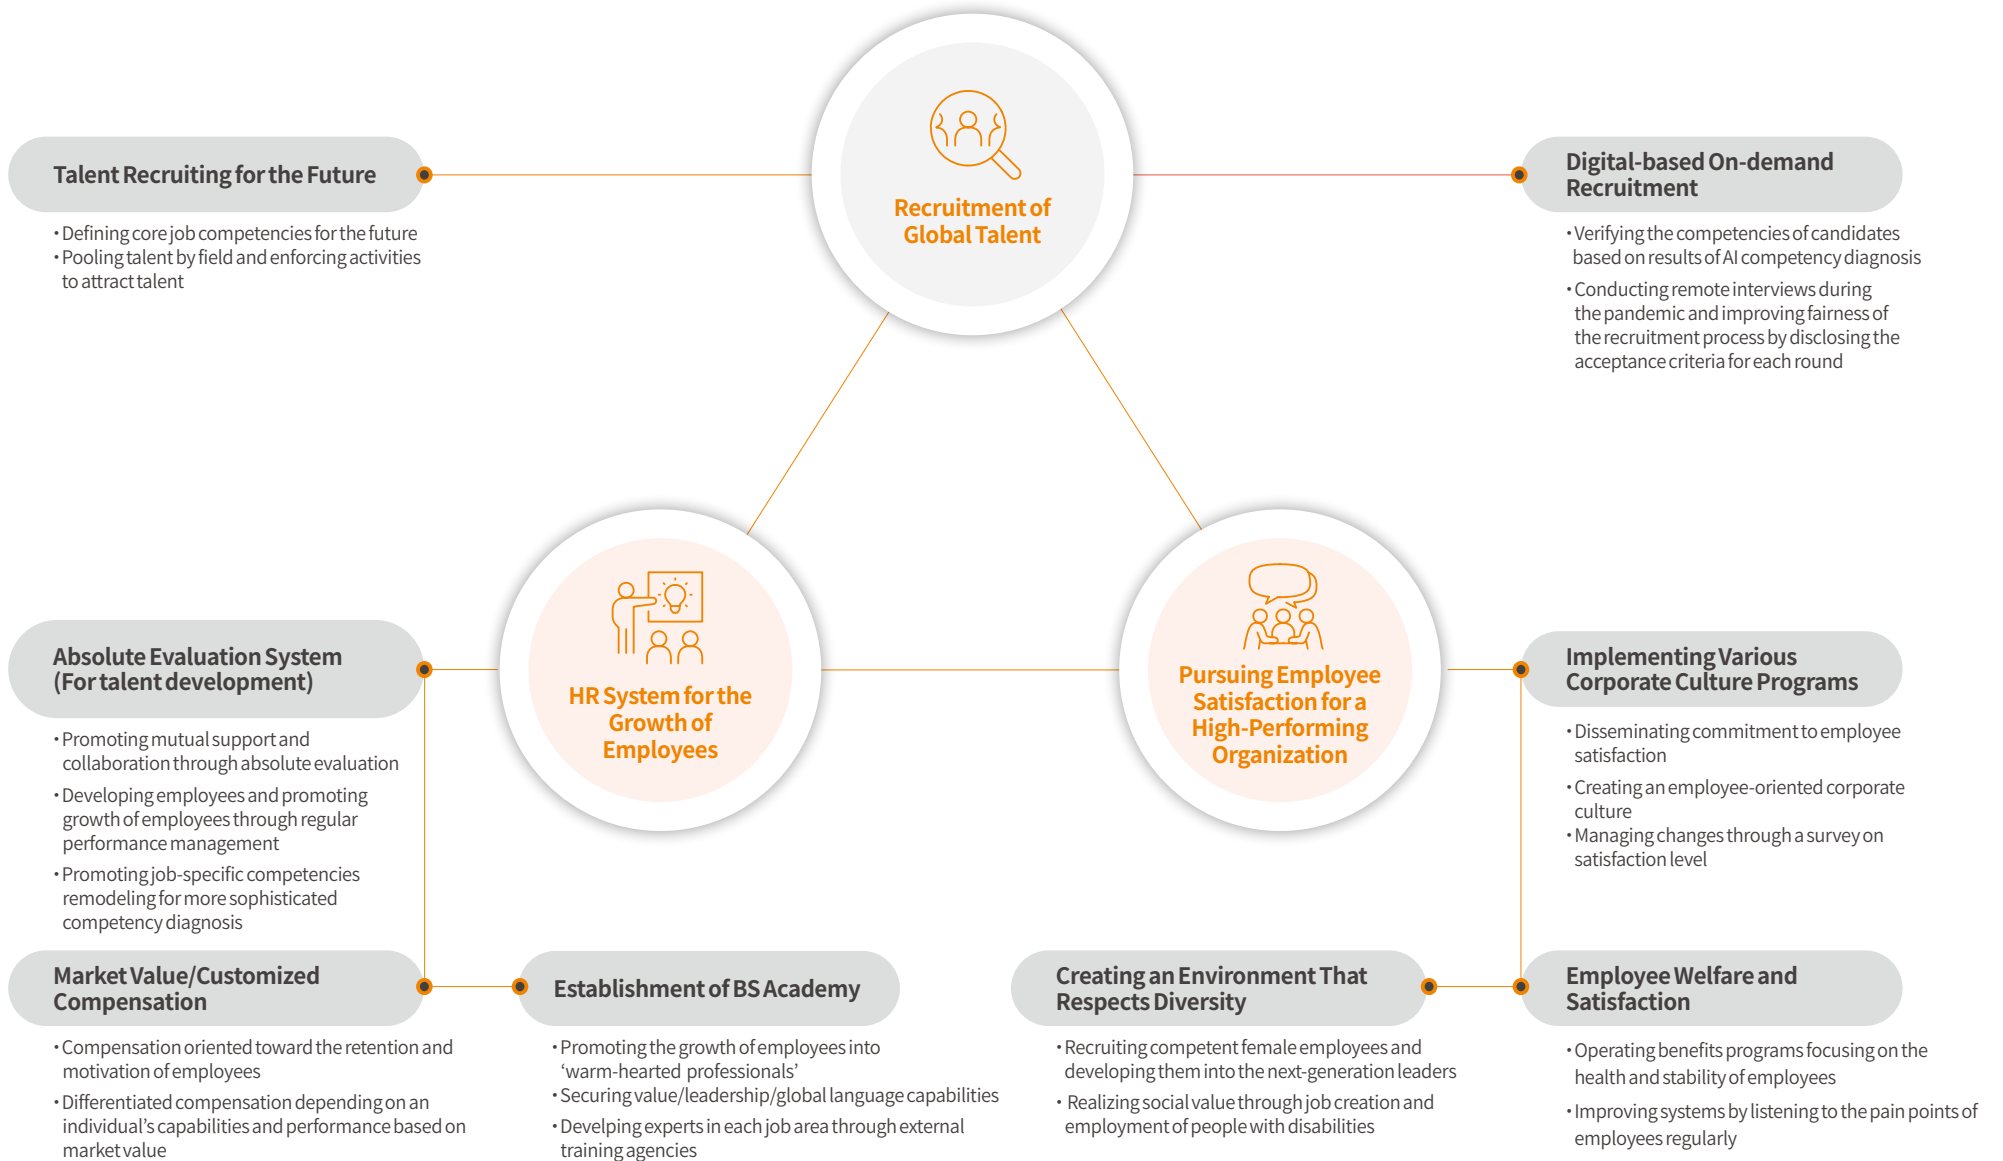 Recruitment of
Global Talent
Talent Recruiting for the Future
• Defining core job competencies for the future
• Pooling talent by field and enforcing activities
to attract talent
Digital-based On-demand
Recruitment
• Verifying the competencies of candidates
based on results of AI competency diagnosis
• Conducting remote interviews during
the pandemic and improving fairness of
the recruitment process by disclosing the
acceptance criteria for each round
HR System for the
Growth of
Employees
Pursuing Employee
Satisfaction for a
High-Performing
Organization
Absolute Evaluation System
(For talent development)
• Promoting mutual support and
collaboration through absolute evaluation
• Developing employees and promoting
growth of employees through regular
performance management
• Promoting job-specific competencies
remodeling for more sophisticated
competency diagnosis
Implementing Various
Corporate Culture Programs
• Disseminating commitment to employee
satisfaction
• Creating an employee-oriented corporate
culture
• Managing changes through a survey on
satisfaction level
Market Value/Customized
Compensation
• Compensation oriented toward the retention and
motivation of employees
• Differentiated compensation depending on an
individual’s capabilities and performance based on
market value
Establishment of BS Academy
• Promoting the growth of employees into
‘warm-hearted professionals’
• Securing value/leadership/global language capabilities
• Develping experts in each job area through external
training agencies
Creating an Environment That
Respects Diversity
• Recruiting competent female employees and
developing them into the next-generation leaders
• Realizing social value through job creation and
employment of people with disabilities
Employee Welfare and
Satisfaction
• Operating benefits programs focusing on the
health and stability of employees
• Improving systems by listening to the pain points of
employees regularly